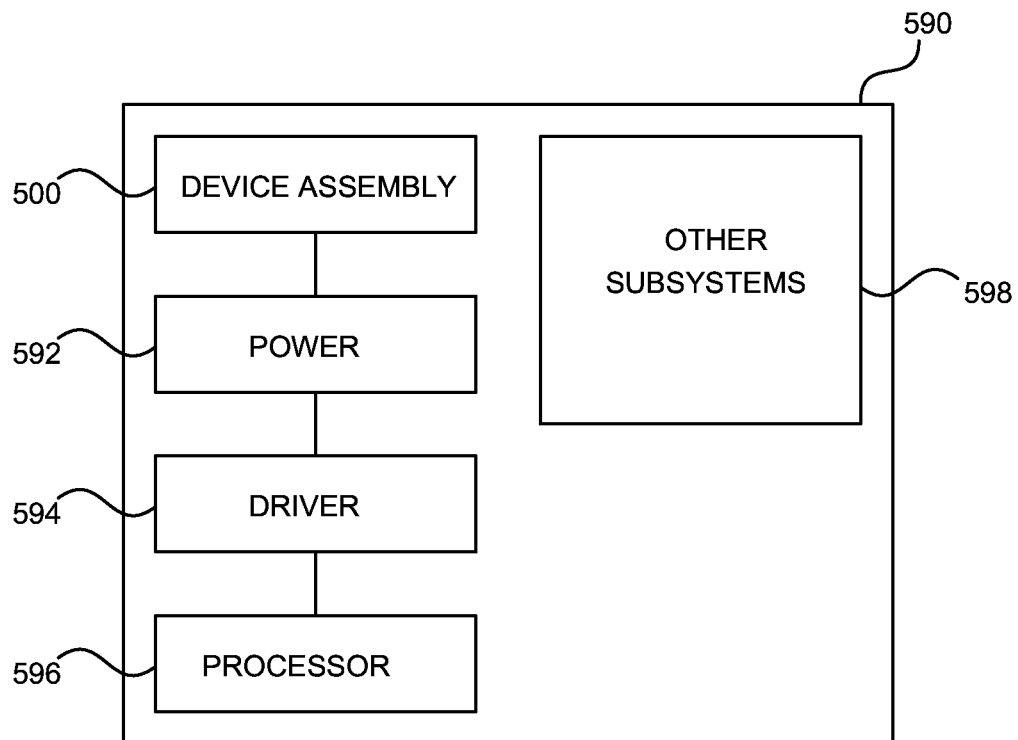 590
500
DEVICE ASSEMBLY
OTHER
SUBSYSTEMS
598
592
POWER
594
DRIVER
596
PROCESSOR